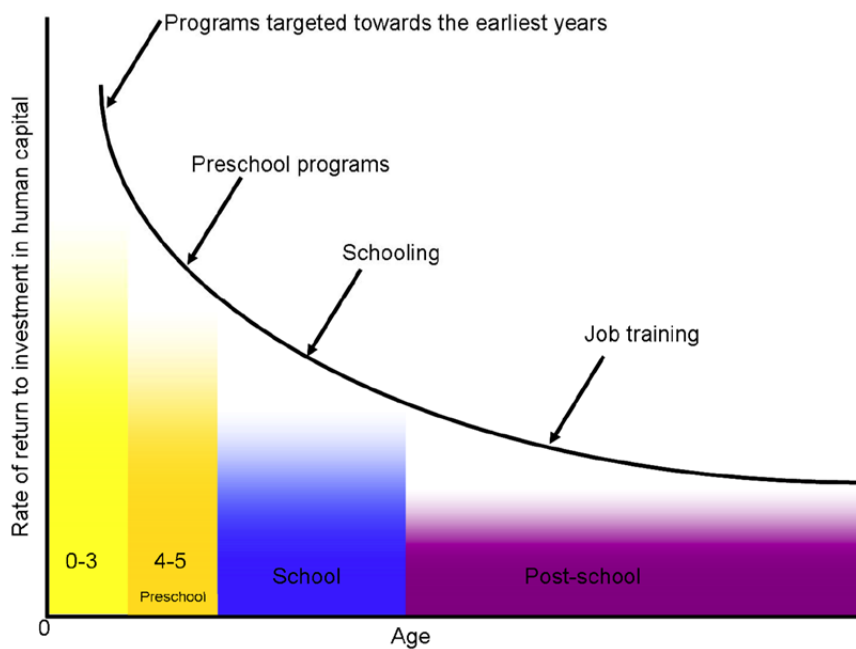 Programs targeted towards the earliest years
Preschool programs
Schooling
Job training
Rate of return to investment in human capital
0-3
4-5
Preschool
School
Post-school
0
Age